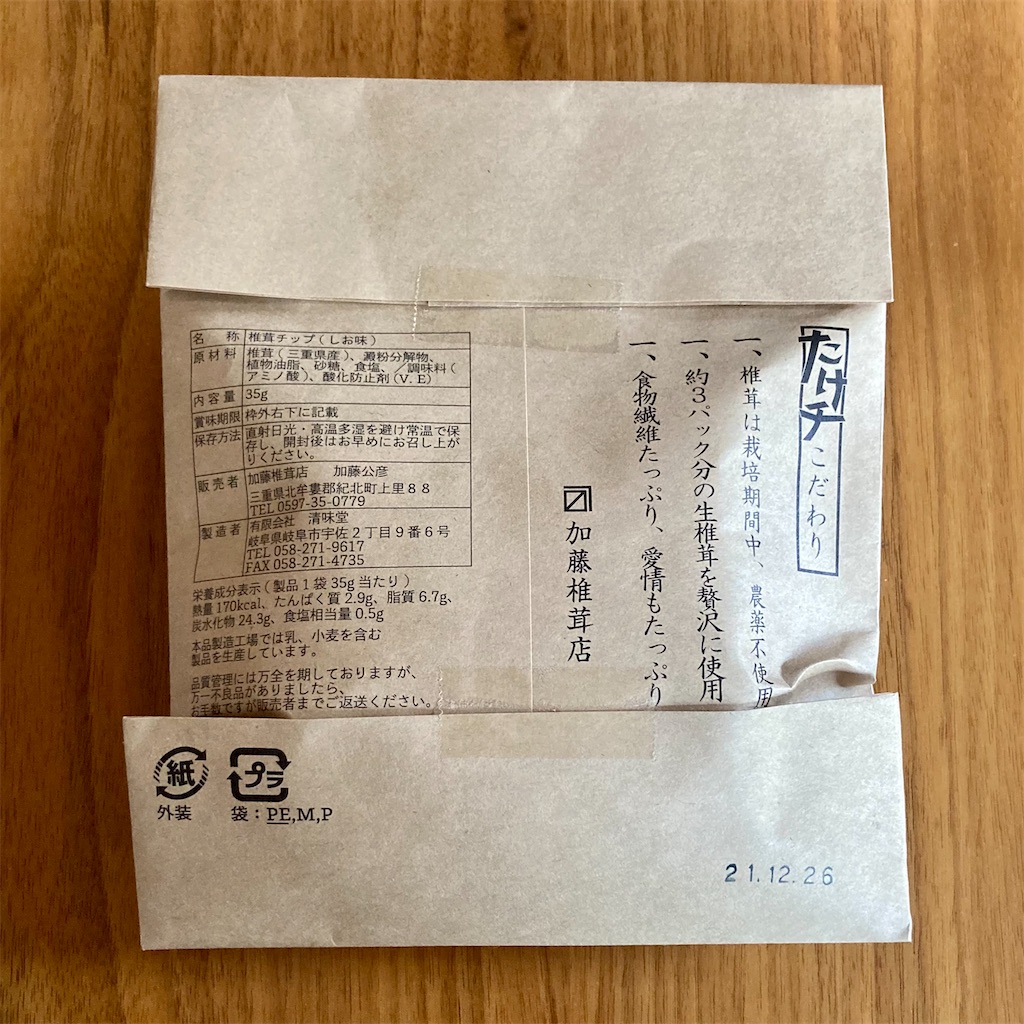 名称 椎茸チップ(しお味)
原材料 椎茸(三重県産)、澱粉分解物、
植物油脂、砂糖、食塩、/調味料(
アミノ酸)、酸化防止剤(V.E)
内容量 35g
賞味期限 枠外右下に記載
保存方法 直射日光・高温多湿を避け常温で保
存し、開封後はお早めにお召し上が
りください。
販売者 加藤椎茸店 加藤公彦
三重県北牟婁郡紀北町上里88
TEL 0597-35-0779
製造者 有限会社 清味堂
岐阜県岐阜市宇佐2丁目9番6号
TEL 058-271-9617
FAX 058-271-4735
栄養成分表示(製品1袋35g当たり)
熱量170kcal、たんぱく質2.9g、脂質6.7g、
炭水化物24.3g、食塩相当量0.5g
本品製造工場では乳、小麦を含む
製品を生産しています。
品質管理には万全を期しておりますが、
万一不良品がありましたら、
お手数ですが販売者までご返送ください。
たけチ こだわり
一、椎茸は栽培期間中、農薬不使用
一、約3パック分の生椎茸を贅沢に使用
一、食物繊維たっぷり、愛情もたっぷり
加藤椎茸店
紙
外装
プラ
袋:PE,M,P
21.12.26